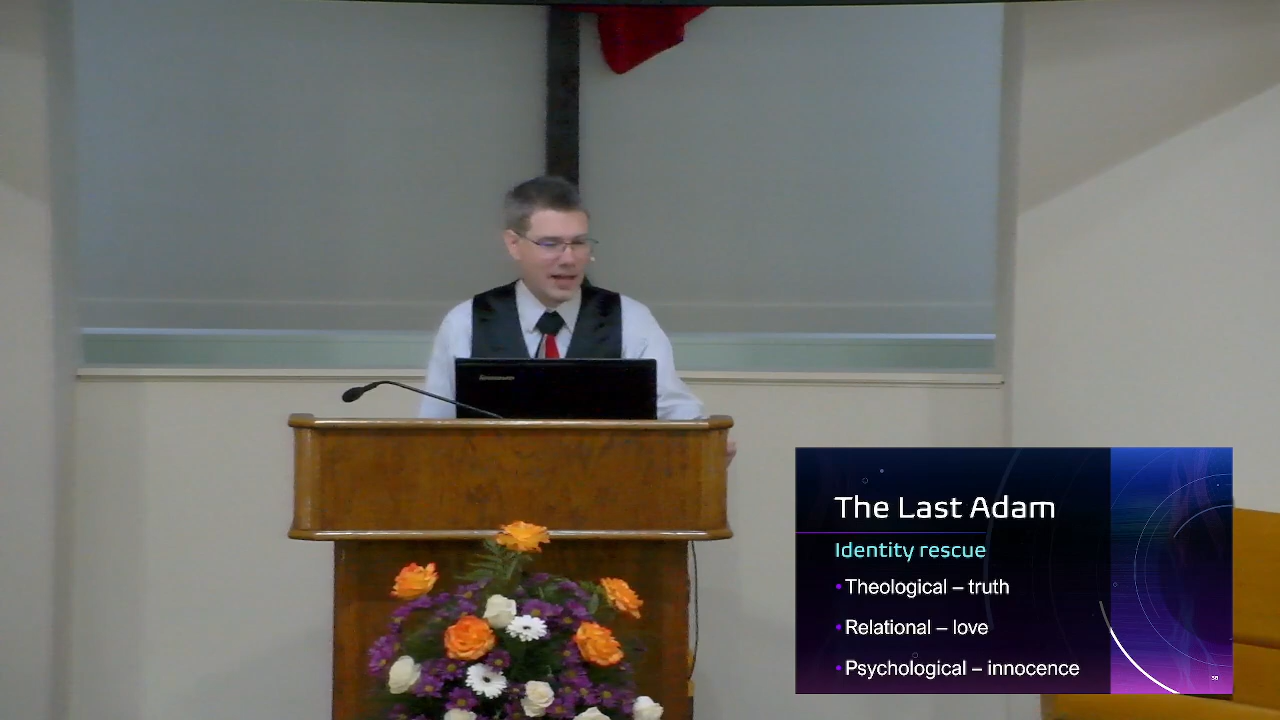 The Last Adam
Identity rescue
• Theological – truth
• Relational – love
• Psychological – innocence